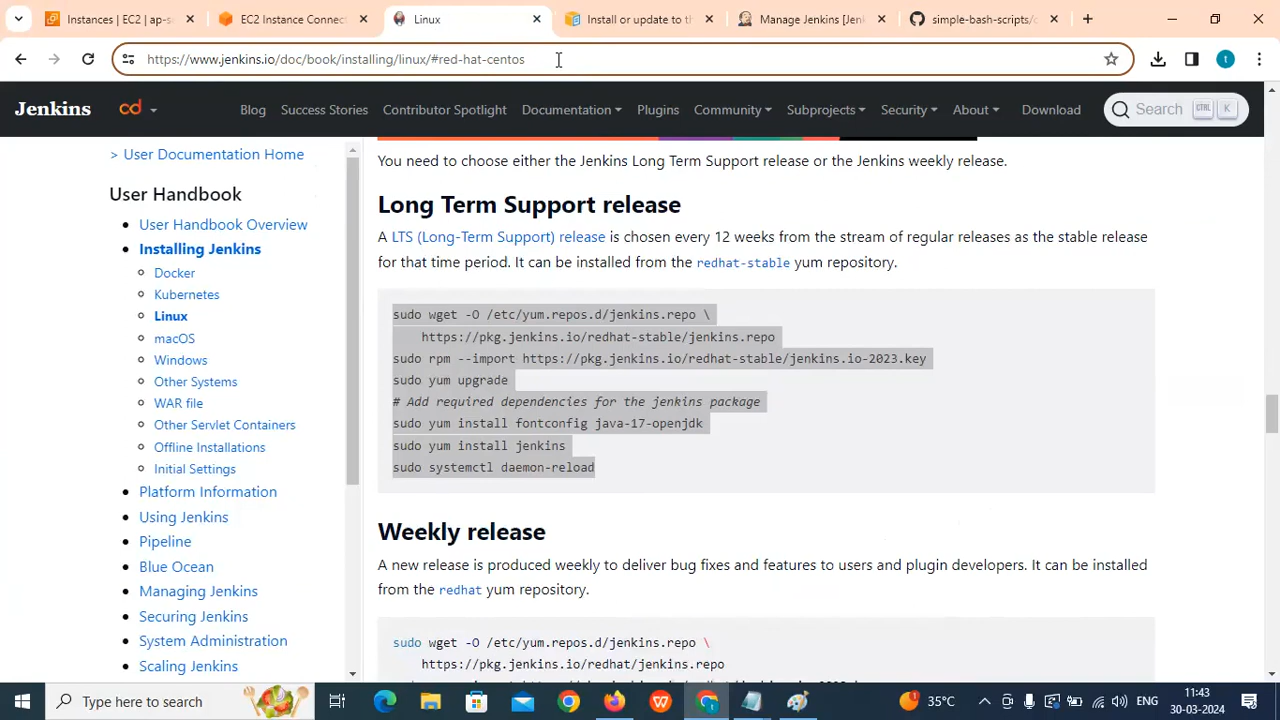 Instances | EC2 | ap-s
EC2 Instance Connect
Linux
Install or update to th
Manage Jenkins [Jen
simple-bash-scripts/c
https://www.jenkins.io/doc/book/installing/linux/#red-hat-centos
t
Jenkins
cd
Blog
Success Stories
Contributor Spotlight
Documentation
Plugins
Community
Subprojects
Security
About
Download
Search CTRL K
> User Documentation Home
User Handbook
User Handbook Overview
Installing Jenkins
Docker
Kubernetes
Linux
macOS
Windows
Other Systems
WAR file
Other Servlet Containers
Offline Installations
Initial Settings
Platform Information
Using Jenkins
Pipeline
Blue Ocean
Managing Jenkins
Securing Jenkins
System Administration
Scaling Jenkins
You need to choose either the Jenkins Long Term Support release or the Jenkins weekly release.
Long Term Support release
A LTS (Long-Term Support) release is chosen every 12 weeks from the stream of regular releases as the stable release
for that time period. It can be installed from the redhat-stable yum repository.
sudo wget -O /etc/yum.repos.d/jenkins.repo \
https://pkg.jenkins.io/redhat-stable/jenkins.repo
sudo rpm --import https://pkg.jenkins.io/redhat-stable/jenkins.io-2023.key
sudo yum upgrade
# Add required dependencies for the jenkins package
sudo yum install fontconfig java-17-openjdk
sudo yum install jenkins
sudo systemctl daemon-reload
Weekly release
A new release is produced weekly to deliver bug fixes and features to users and plugin developers. It can be installed
from the redhat yum repository.
sudo wget -O /etc/yum.repos.d/jenkins.repo \
https://pkg.jenkins.io/redhat/jenkins.repo
Type here to search
35°C
ENG
11:43
30-03-2024